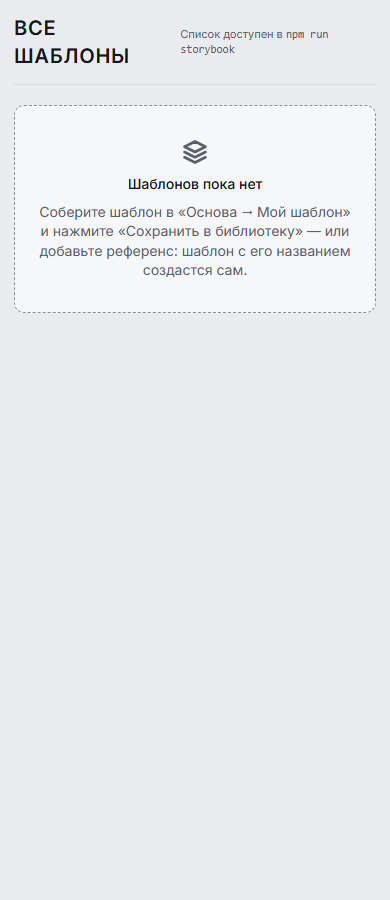 ВСЕ
ШАБЛОНЫ
Список доступен в npm run
storybook
Шаблонов пока нет
Соберите шаблон в «Основа → Мой шаблон»
и нажмите «Сохранить в библиотеку» — или
добавьте референс: шаблон с его названием
создастся сам.